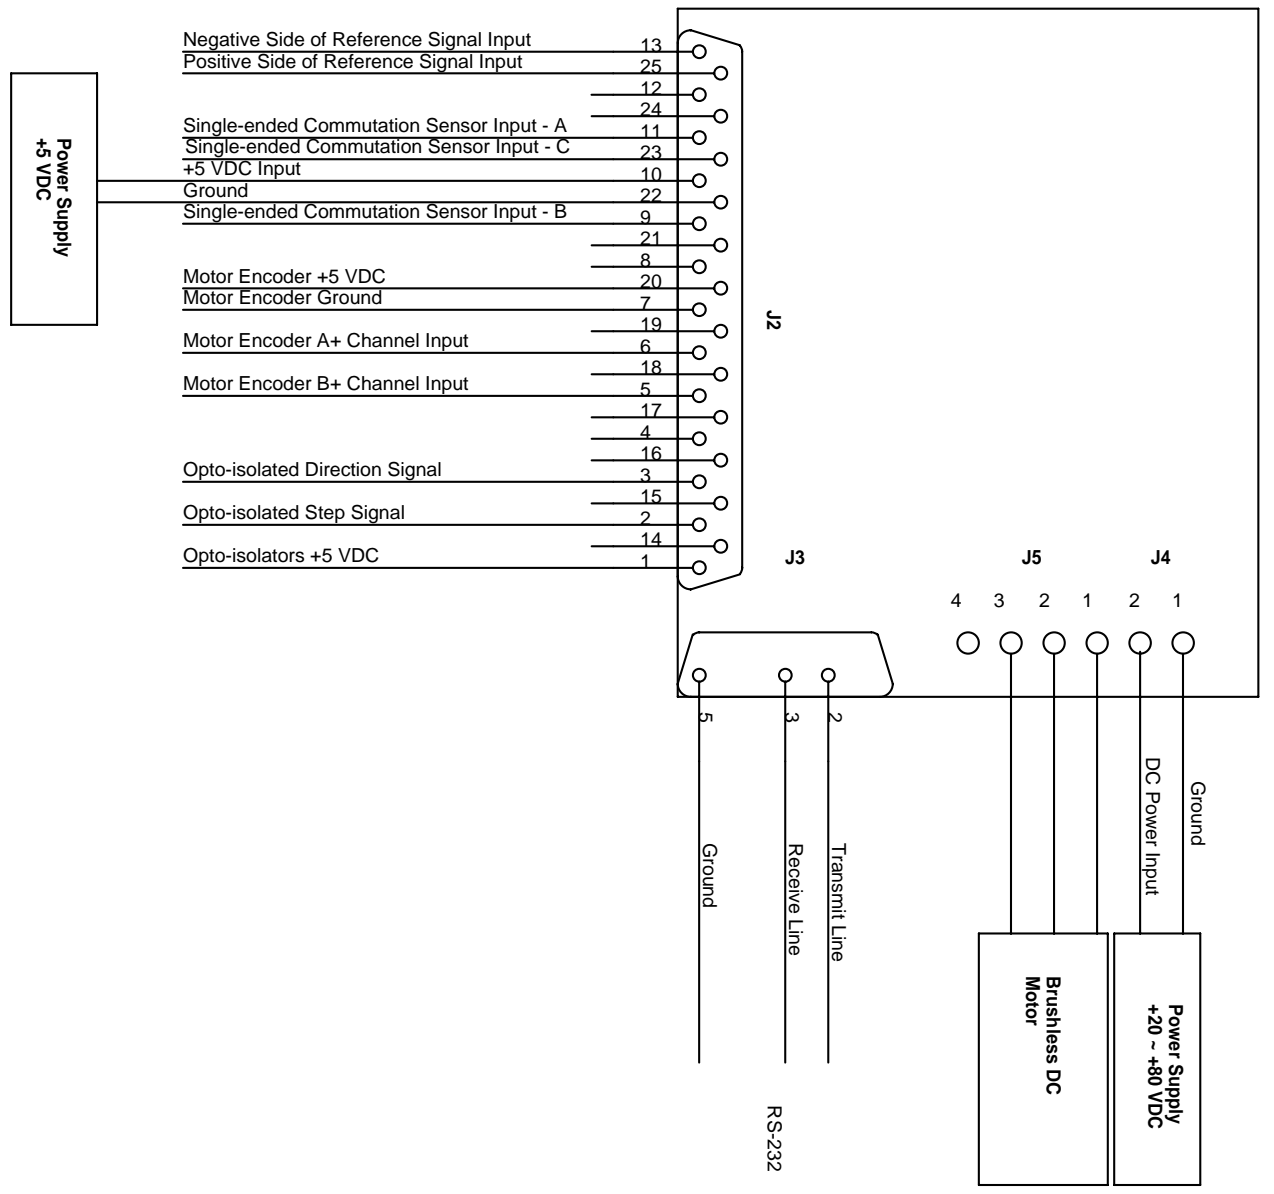 Negative Side of Reference Signal Input 13
Positive Side of Reference Signal Input 25
12
24
Single-ended Commutation Sensor Input - A 11
Single-ended Commutation Sensor Input - C 23
+5 VDC Input 10
Ground 22
Single-ended Commutation Sensor Input - B 9
21
8
Motor Encoder +5 VDC 20
Motor Encoder Ground 7
19
Motor Encoder A+ Channel Input 6
18
Motor Encoder B+ Channel Input 5
17
4
16
Opto-isolated Direction Signal 3
15
Opto-isolated Step Signal 2
14
Opto-isolators +5 VDC 1
Power Supply
+5 VDC
J2
J3
J5 J4
4 3 2 1 2 1
5 3 2
Ground
Receive Line
Transmit Line
RS-232
DC Power Input
Ground
Brushless DC
Motor
Power Supply
+20 ~ +80 VDC